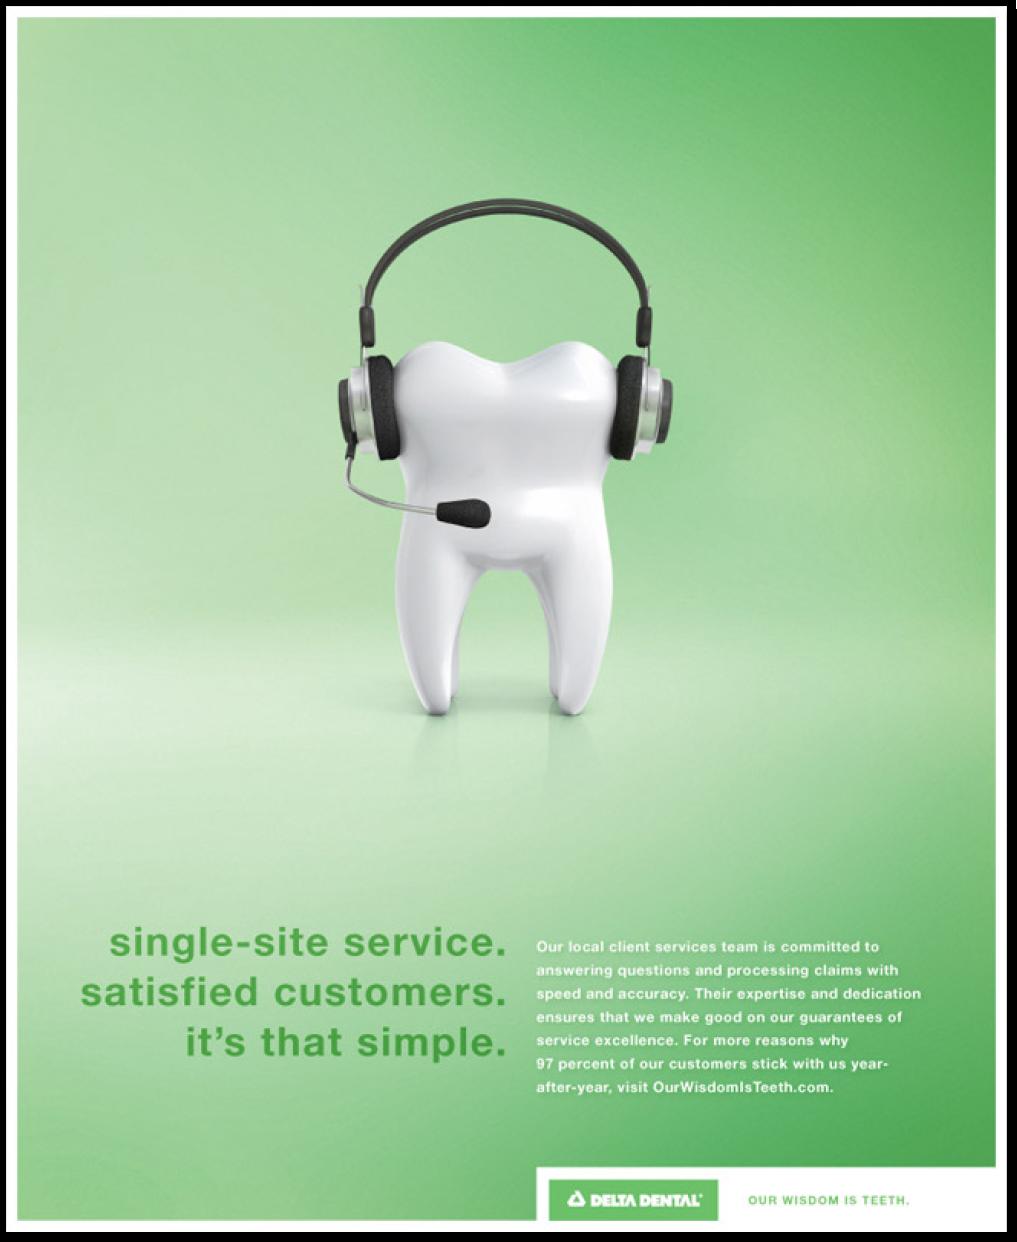 single-site service.
satisfied customers.
it's that simple.
Our local client services team is committed to
answering questions and processing claims with
speed and accuracy. Their expertise and dedication
ensures that we make good on our guarantees of
service excellence. For more reasons why
97 percent of our customers stick with us year-
after-year, visit OurWisdomIsTeeth.com.
DELTA DENTAL®
OUR WISDOM IS TEETH.